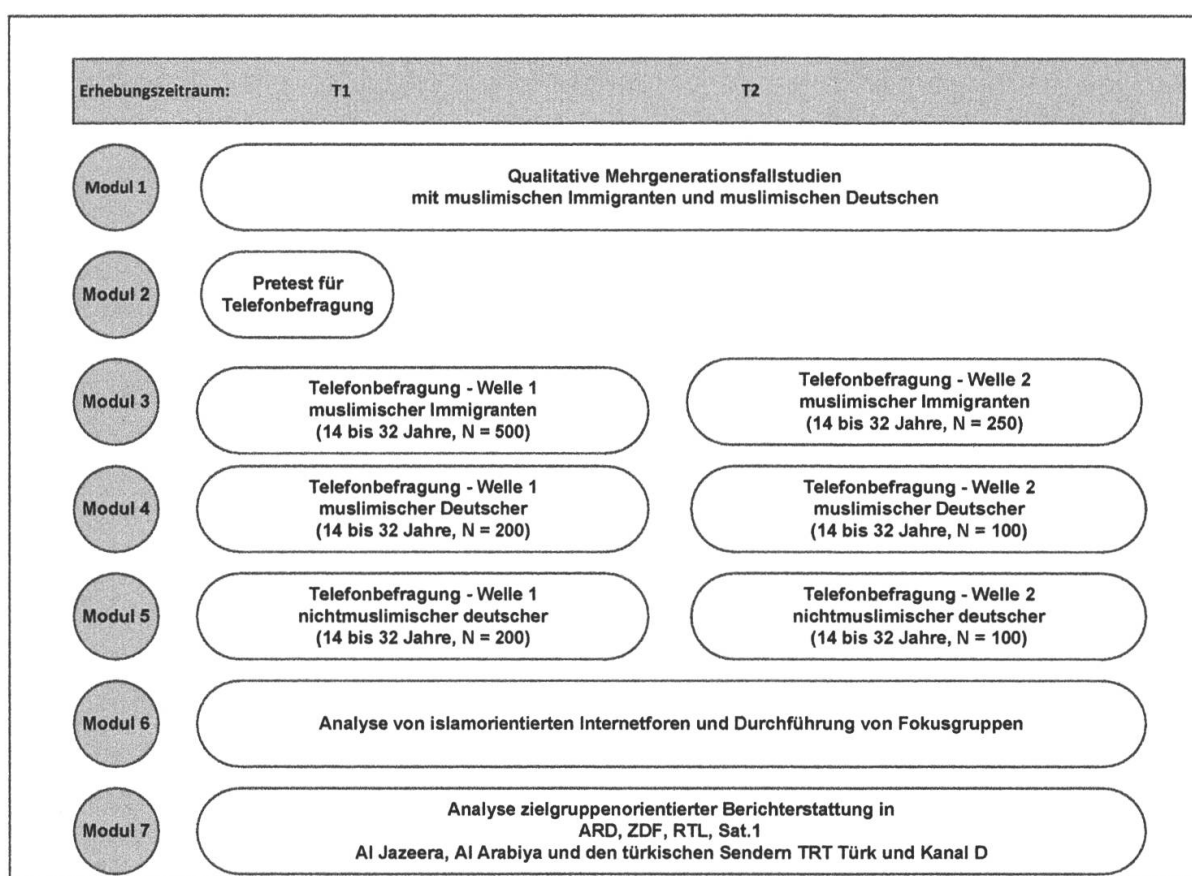 Erhebungszeitraum: T1 T2
Modul 1
Qualitative Mehrgenerationsfallstudien
mit muslimischen Immigranten und muslimischen Deutschen
Modul 2
Pretest für
Telefonbefragung
Modul 3
Telefonbefragung - Welle 1
muslimischer Immigranten
(14 bis 32 Jahre, N = 500)
Telefonbefragung - Welle 2
muslimischer Immigranten
(14 bis 32 Jahre, N = 250)
Modul 4
Telefonbefragung - Welle 1
muslimischer Deutscher
(14 bis 32 Jahre, N = 200)
Telefonbefragung - Welle 2
muslimischer Deutscher
(14 bis 32 Jahre, N = 100)
Modul 5
Telefonbefragung - Welle 1
nichtmuslimischer deutscher
(14 bis 32 Jahre, N = 200)
Telefonbefragung - Welle 2
nichtmuslimischer deutscher
(14 bis 32 Jahre, N = 100)
Modul 6
Analyse von islamorientierten Internetforen und Durchführung von Fokusgruppen
Modul 7
Analyse zielgruppenorientierter Berichterstattung in
ARD, ZDF, RTL, Sat.1
Al Jazeera, Al Arabiya und den türkischen Sendern TRT Türk und Kanal D